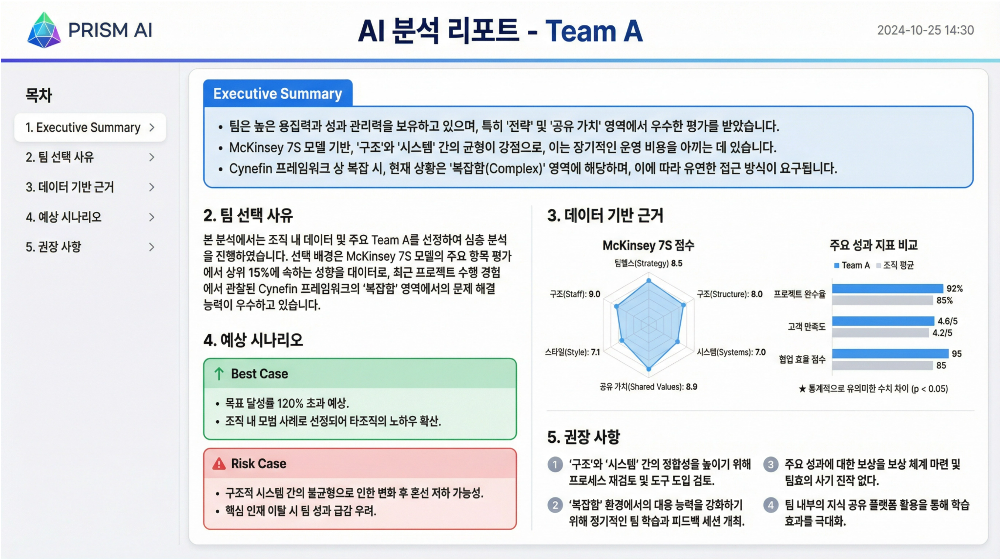 PRISM AI
AI 분석 리포트 - Team A
2024-10-25 14:30
목차
1. Executive Summary
2. 팀 선택 사유
3. 데이터 기반 근거
4. 예상 시나리오
5. 권장 사항
Executive Summary
• 팀은 높은 용집력과 성과 관리력을 보유하고 있으며, 특히 '전략' 및 '공유 가치' 영역에서 우수한 평가를 받았습니다.
• McKinsey 7S 모델 기반, '구조'와 '시스템' 간의 균형이 강점으로, 이는 장기적인 운영 비용을 아끼는 데 있습니다.
• Cynefin 프레임워크 상 복잡 시, 현재 상황은 '복잡함(Complex)' 영역에 해당하며, 이에 따라 유연한 접근 방식이 요구됩니다.
2. 팀 선택 사유
본 분석에서는 조직 내 데이터 및 주요 Team A를 선정하여 심층 분석
을 진행하였습니다. 선택 배경은 McKinsey 7S 모델의 주요 항목 평가
에서 상위 15%에 속하는 성향을 대이터로, 최근 프로젝트 수행 경험
에서 관찰된 Cynefin 프레임워크의 ‘복잡함’ 영역에서의 문제 해결
능력이 우수하고 있습니다.
4. 예상 시나리오
Best Case
• 목표 달성률 120% 초과 예상.
• 조직 내 모범 사례로 선정되어 타조직의 노하우 확산.
Risk Case
• 구조적 시스템 간의 불균형으로 인한 변화 후 혼선 저하 가능성.
• 핵심 인재 이탈 시 팀 성과 급감 우려.
3. 데이터 기반 근거
McKinsey 7S 점수
팀헬스(Strategy) 8.5
구조(Staff): 9.0
구조(Structure): 8.0
스타일(Style): 7.1
시스템(Systems): 7.0
공유 가치(Shared Values): 8.9
주요 성과 지표 비교
Team A 조직 평균
프로젝트 완수율
92%
85%
고객 만족도
4.6/5
4.2/5
협업 효율 점수
95
85
★ 통계적으로 유의미한 수치 차이 (p < 0.05)
5. 권장 사항
1 ‘구조‘와 ‘시스템’ 간의 정합성을 높이기 위해
프로세스 재검토 및 도구 도입 검토.
2 ‘복잡함’ 환경에서의 대응 능력을 강화하기
위해 정기적인 팀 학습과 피드백 세션 개최.
3 주요 성과에 대한 보상을 보상 체계 마련 및
팀효의 사기 진작 없다.
4 팀 내부의 지식 공유 플랫폼 활용을 통해 학습
효과를 극대화.